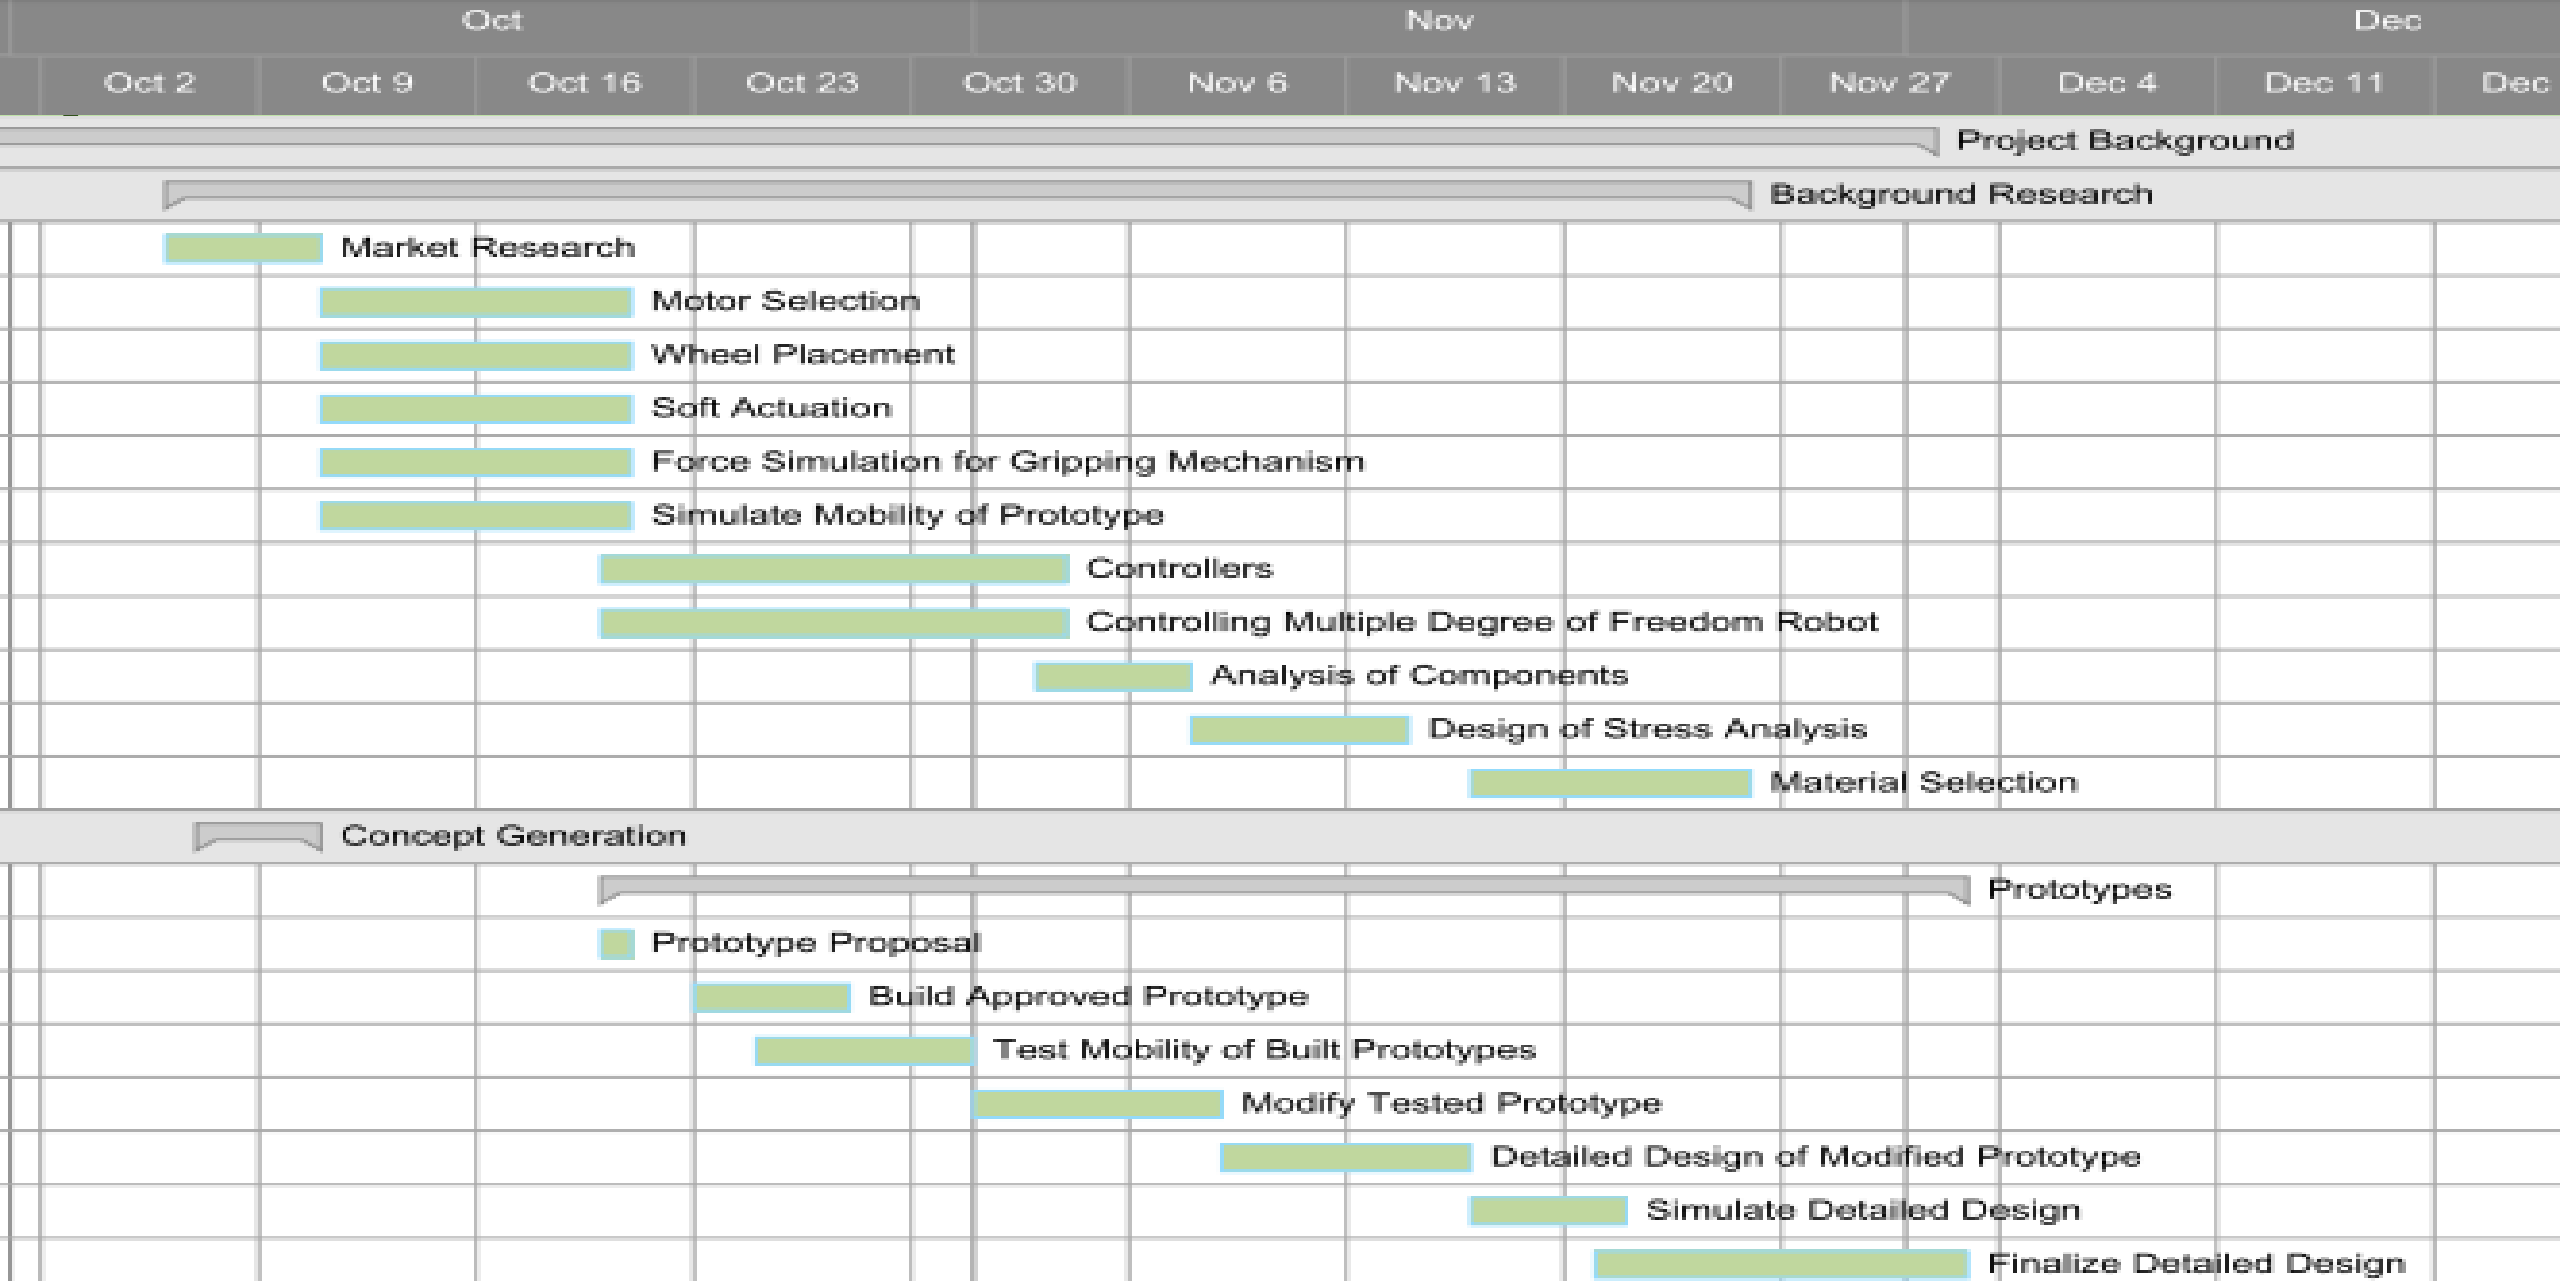 Oct Nov Dec
Oct 2 Oct 9 Oct 16 Oct 23 Oct 30 Nov 6 Nov 13 Nov 20 Nov 27 Dec 4 Dec 11 Dec
Project Background
Background Research
Market Research
Motor Selection
Wheel Placement
Soft Actuation
Force Simulation for Gripping Mechanism
Simulate Mobility of Prototype
Controllers
Controlling Multiple Degree of Freedom Robot
Analysis of Components
Design of Stress Analysis
Material Selection
Concept Generation
Prototypes
Prototype Proposal
Build Approved Prototype
Test Mobility of Built Prototypes
Modify Tested Prototype
Detailed Design of Modified Prototype
Simulate Detailed Design
Finalize Detailed Design